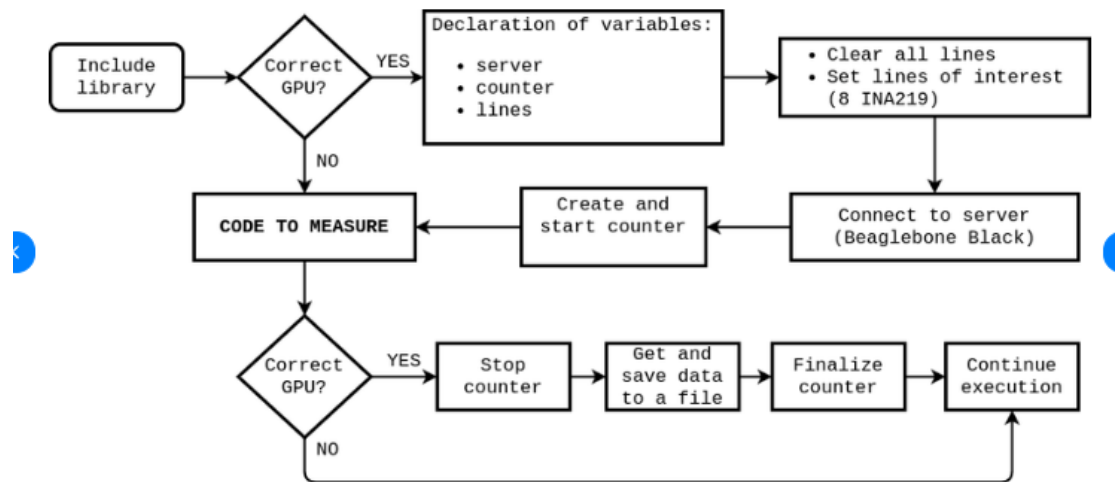 Include
library
Correct
GPU?
YES
Declaration of variables:
• server
• counter
• lines
• Clear all lines
• Set lines of interest
(8 INA219)
NO
CODE TO MEASURE
Create and
start counter
Connect to server
(Beaglebone Black)
Correct
GPU?
YES
Stop
counter
Get and
save data
to a file
Finalize
counter
Continue
execution
NO